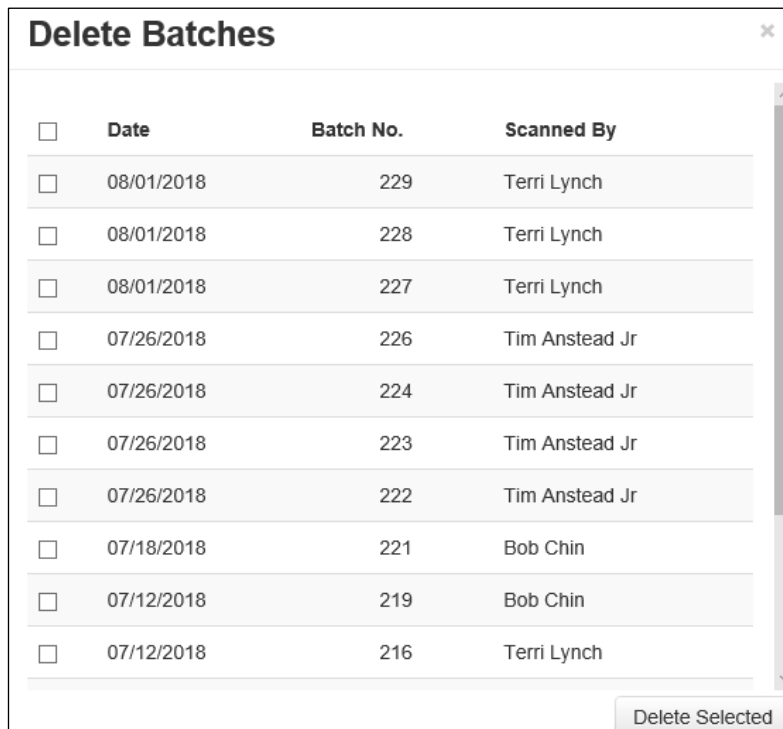 Delete Batches ×
Date Batch No. Scanned By
08/01/2018 229 Terri Lynch
08/01/2018 228 Terri Lynch
08/01/2018 227 Terri Lynch
07/26/2018 226 Tim Anstead Jr
07/26/2018 224 Tim Anstead Jr
07/26/2018 223 Tim Anstead Jr
07/26/2018 222 Tim Anstead Jr
07/18/2018 221 Bob Chin
07/12/2018 219 Bob Chin
07/12/2018 216 Terri Lynch
Delete Selected